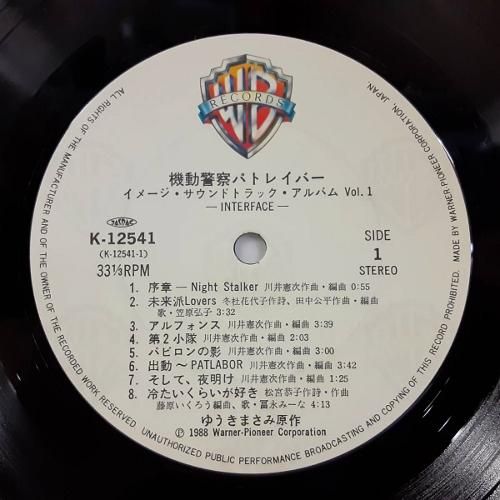 WB
RECORDS
機動警察パトレイバー
イメージ・サウンドトラック・アルバム Vol.1
— INTERFACE —
K-12541
(K-12541-1)
33⅓RPM
SIDE
1
STEREO
1. 序章 — Night Stalker 川井憲次作曲・編曲 0:55
2. 未来派Lovers 冬杜花代子作詩、田中公平作曲・編曲
歌・笠原弘子 3:32
3. アルフォンス 川井憲次作曲・編曲 3:39
4. 第2小隊 川井憲次作曲・編曲 2:03
5. バビロンの影 川井憲次作曲・編曲 3:31
6. 出動〜PATLABOR 川井憲次作曲・編曲 3:42
7. そして、夜明け 川井憲次作曲・編曲 1:25
8. 冷たいくらいが好き 松宮恭子作詩・作曲
藤原いくろう編曲、歌・冨永みーな 4:13
ゆうきまさみ原作
Ⓟ 1988 Warner-Pioneer Corporation
ALL RIGHTS OF THE MANUFACTURER AND OF THE OWNER OF THE RECORDED WORK RESERVED. UNAUTHORIZED PUBLIC PERFORMANCE BROADCASTING AND COPYING OF THIS RECORD PROHIBITED. MADE BY WARNER-PIONEER CORPORATION, JAPAN.